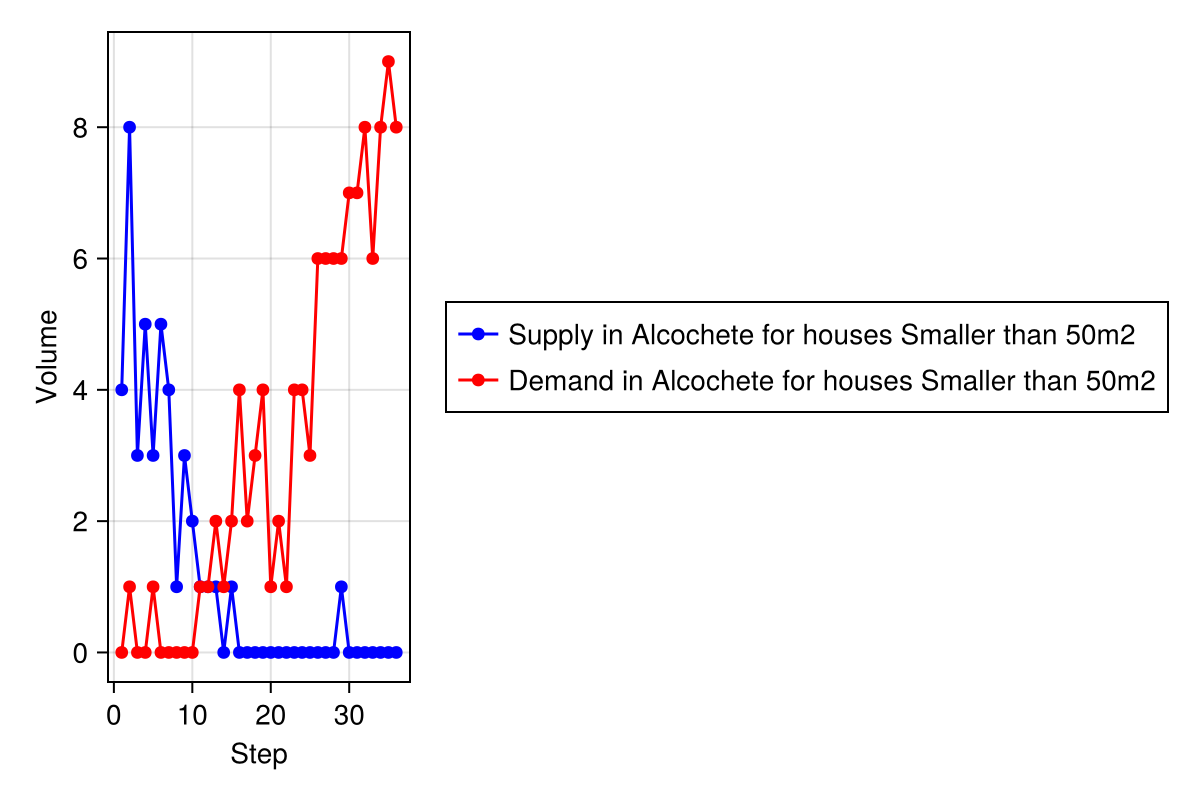 Volume
8
6
4
2
0
0 10 20 30
Step
Supply in Alcochete for houses Smaller than 50m2
Demand in Alcochete for houses Smaller than 50m2